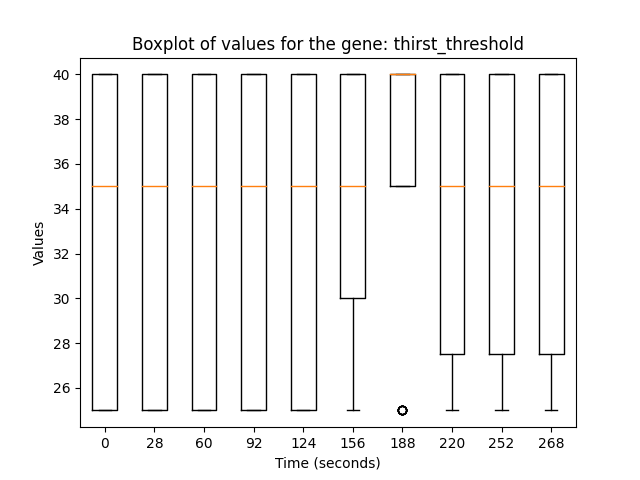 Boxplot of values for the gene: thirst_threshold
40
38
36
34
32
30
28
26
Values
0 28 60 92 124 156 188 220 252 268
Time (seconds)